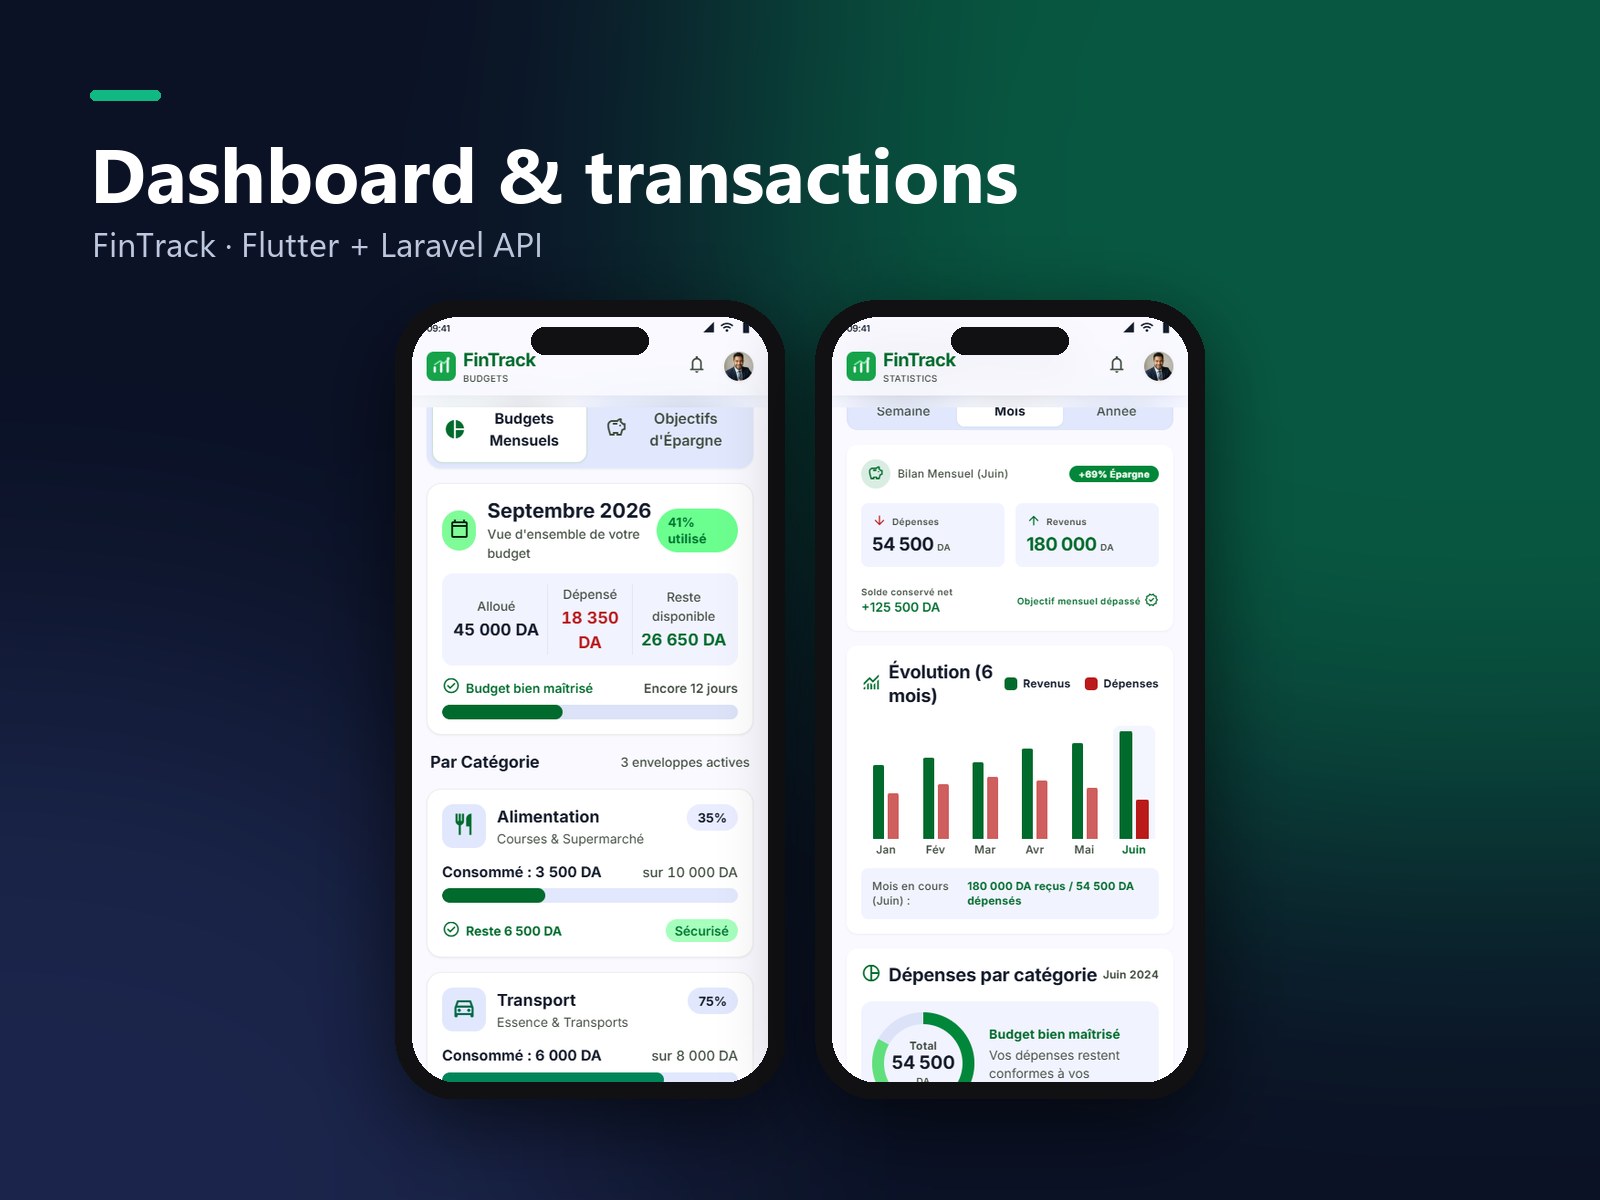 Dashboard & transactions
FinTrack · Flutter + Laravel API
09:41
FinTrack
BUDGETS
Budgets
Mensuels
Objectifs
d'Épargne
Septembre 2026
Vue d'ensemble de votre
budget
41%
utilisé
Alloué
45 000 DA
Dépensé
18 350
DA
Reste
disponible
26 650 DA
Budget bien maîtrisé
Encore 12 jours
Par Catégorie
3 enveloppes actives
Alimentation
Courses & Supermarché
35%
Consommé : 3 500 DA
sur 10 000 DA
Reste 6 500 DA
Sécurisé
Transport
Essence & Transports
75%
Consommé : 6 000 DA
sur 8 000 DA
09:41
FinTrack
STATISTICS
Semaine
Mois
Année
Bilan Mensuel (Juin)
+69% Épargne
Dépenses
54 500 DA
Revenus
180 000 DA
Solde conservé net
+125 500 DA
Objectif mensuel dépassé
Évolution (6
mois)
Revenus
Dépenses
Jan Fév Mar Avr Mai Juin
Mois en cours
(Juin) :
180 000 DA reçus / 54 500 DA
dépensés
Dépenses par catégorie
Juin 2024
Total
54 500
DA
Budget bien maîtrisé
Vos dépenses restent
conformes à vos